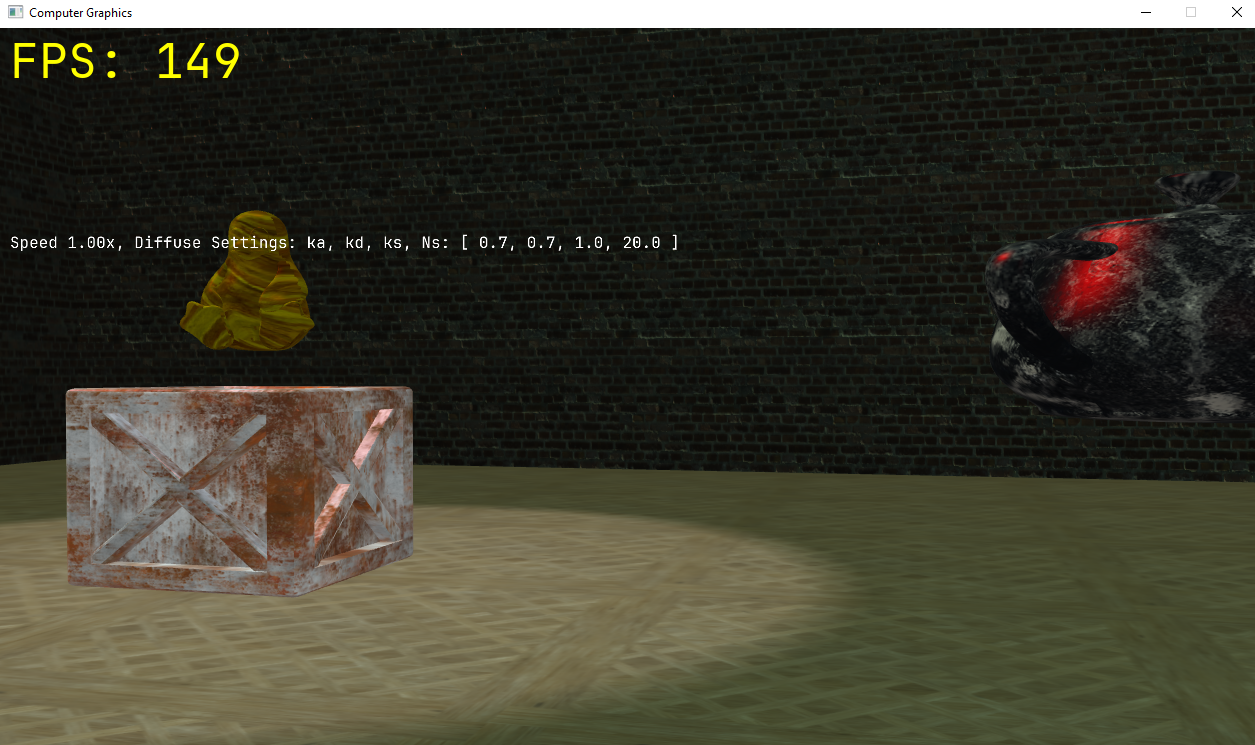 Computer Graphics
FPS: 149
Speed 1.00x, Diffuse Settings: ka, kd, ks, Ns: [ 0.7, 0.7, 1.0, 20.0 ]